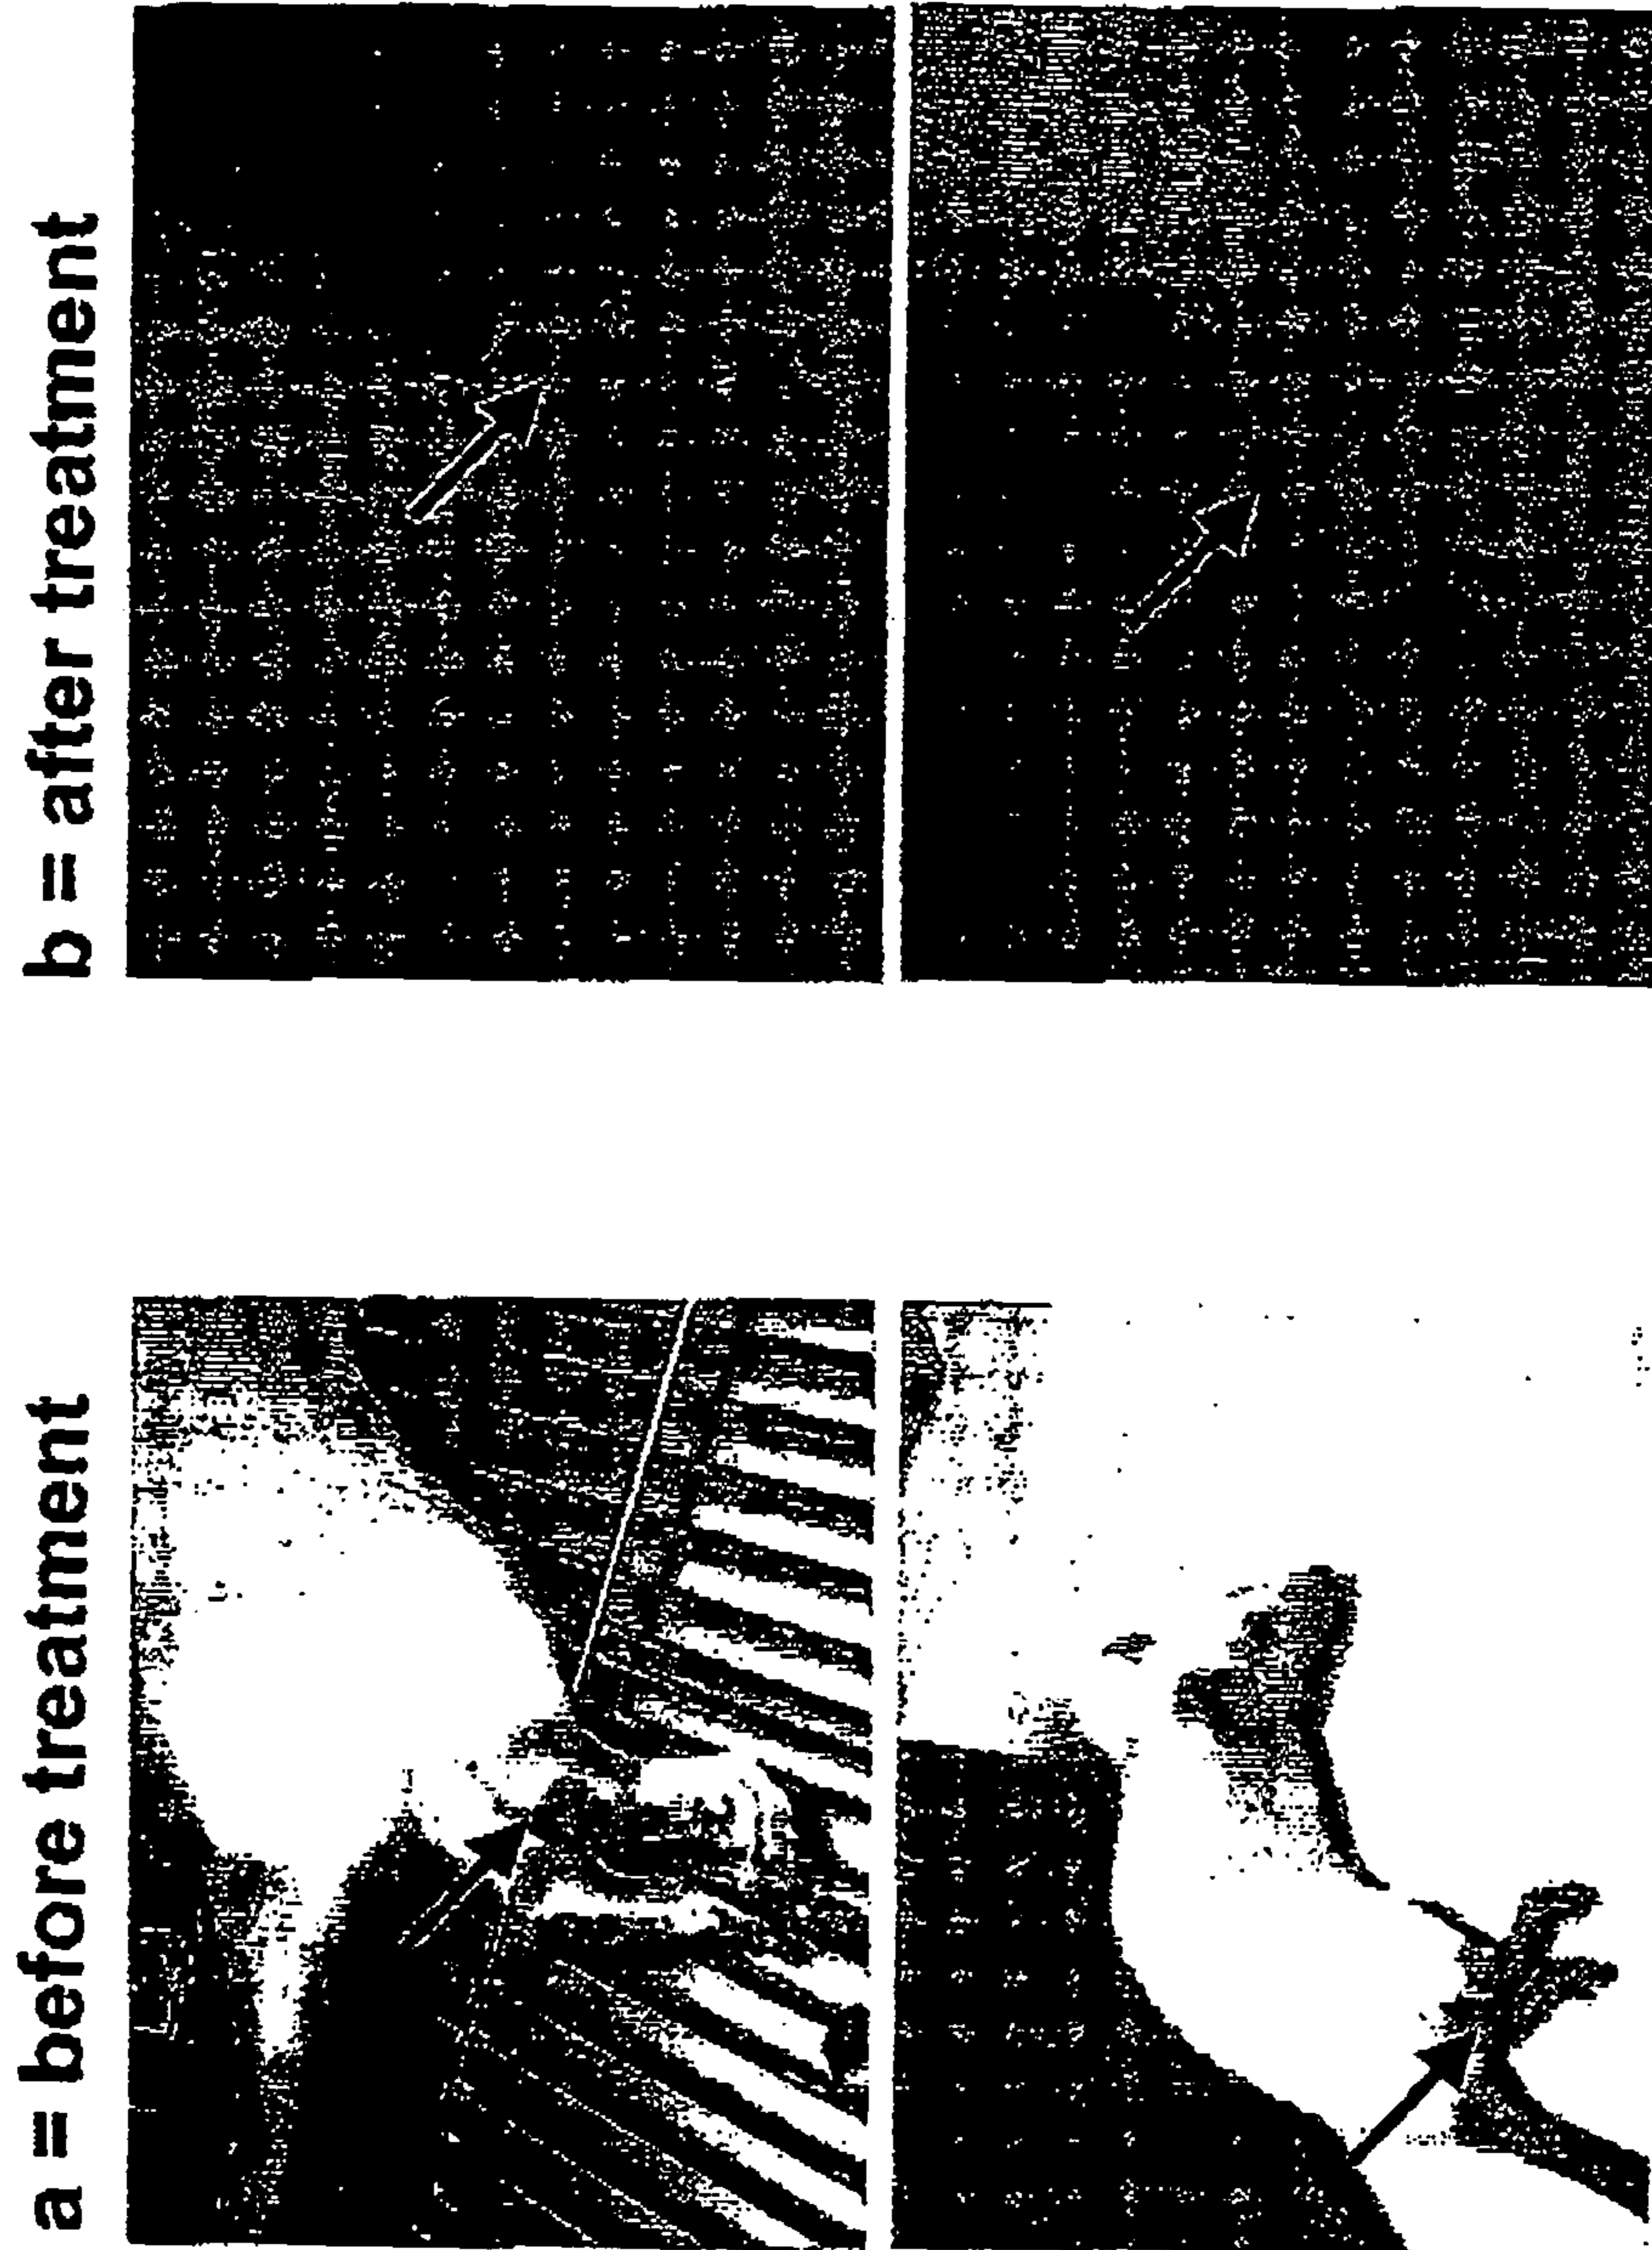 a = before treatment
b = after treatment